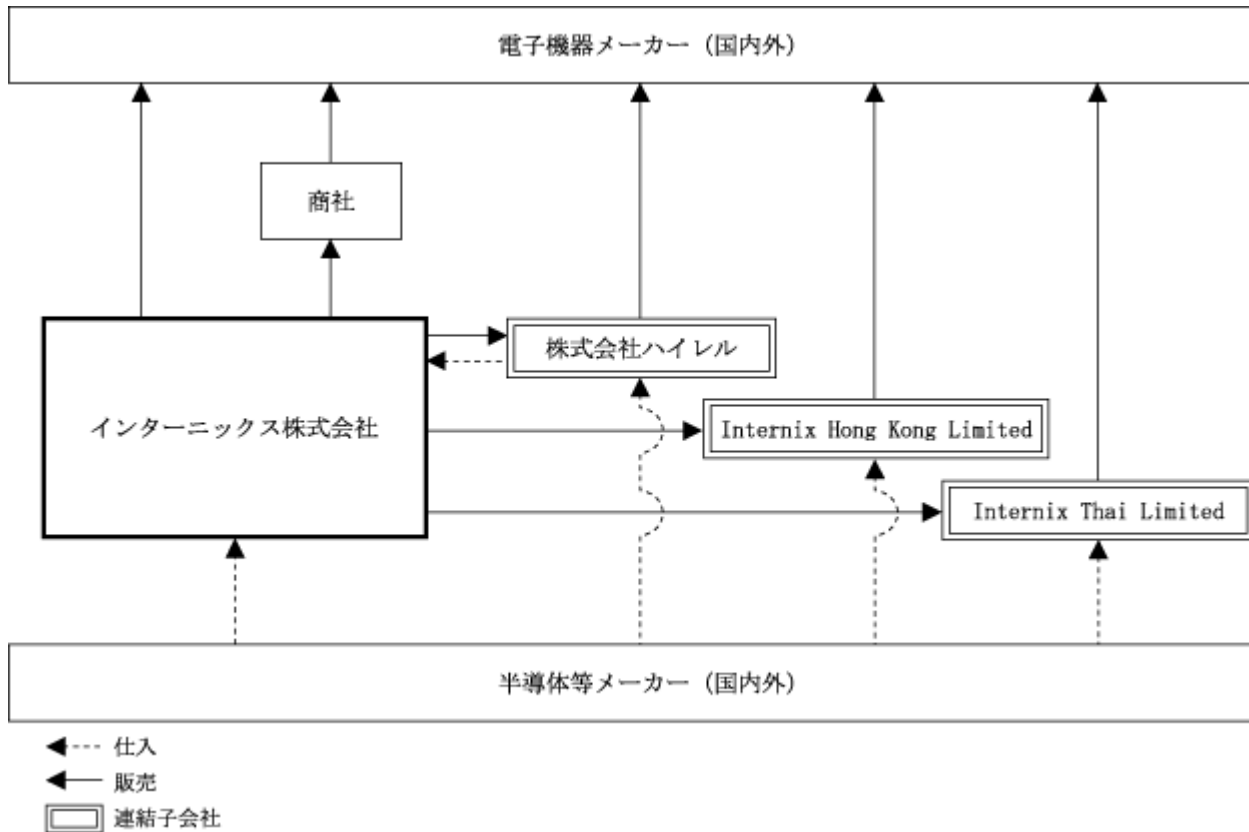 電子機器メーカー（国内外）
商社
株式会社ハイレル
インターニックス株式会社
Internix Hong Kong Limited
Internix Thai Limited
半導体等メーカー（国内外）
仕入
販売
連結子会社